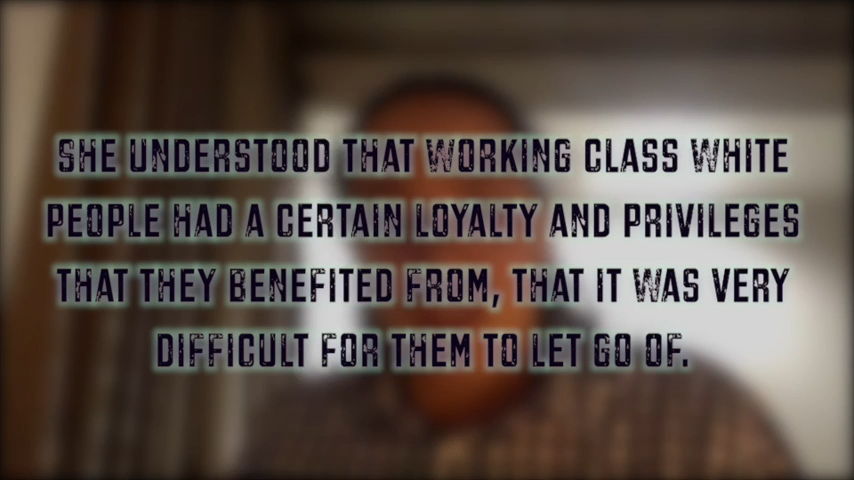 SHE UNDERSTOOD THAT WORKING CLASS WHITE
PEOPLE HAD A CERTAIN LOYALTY AND PRIVILEGES
THAT THEY BENEFITED FROM, THAT IT WAS VERY
DIFFICULT FOR THEM TO LET GO OF.